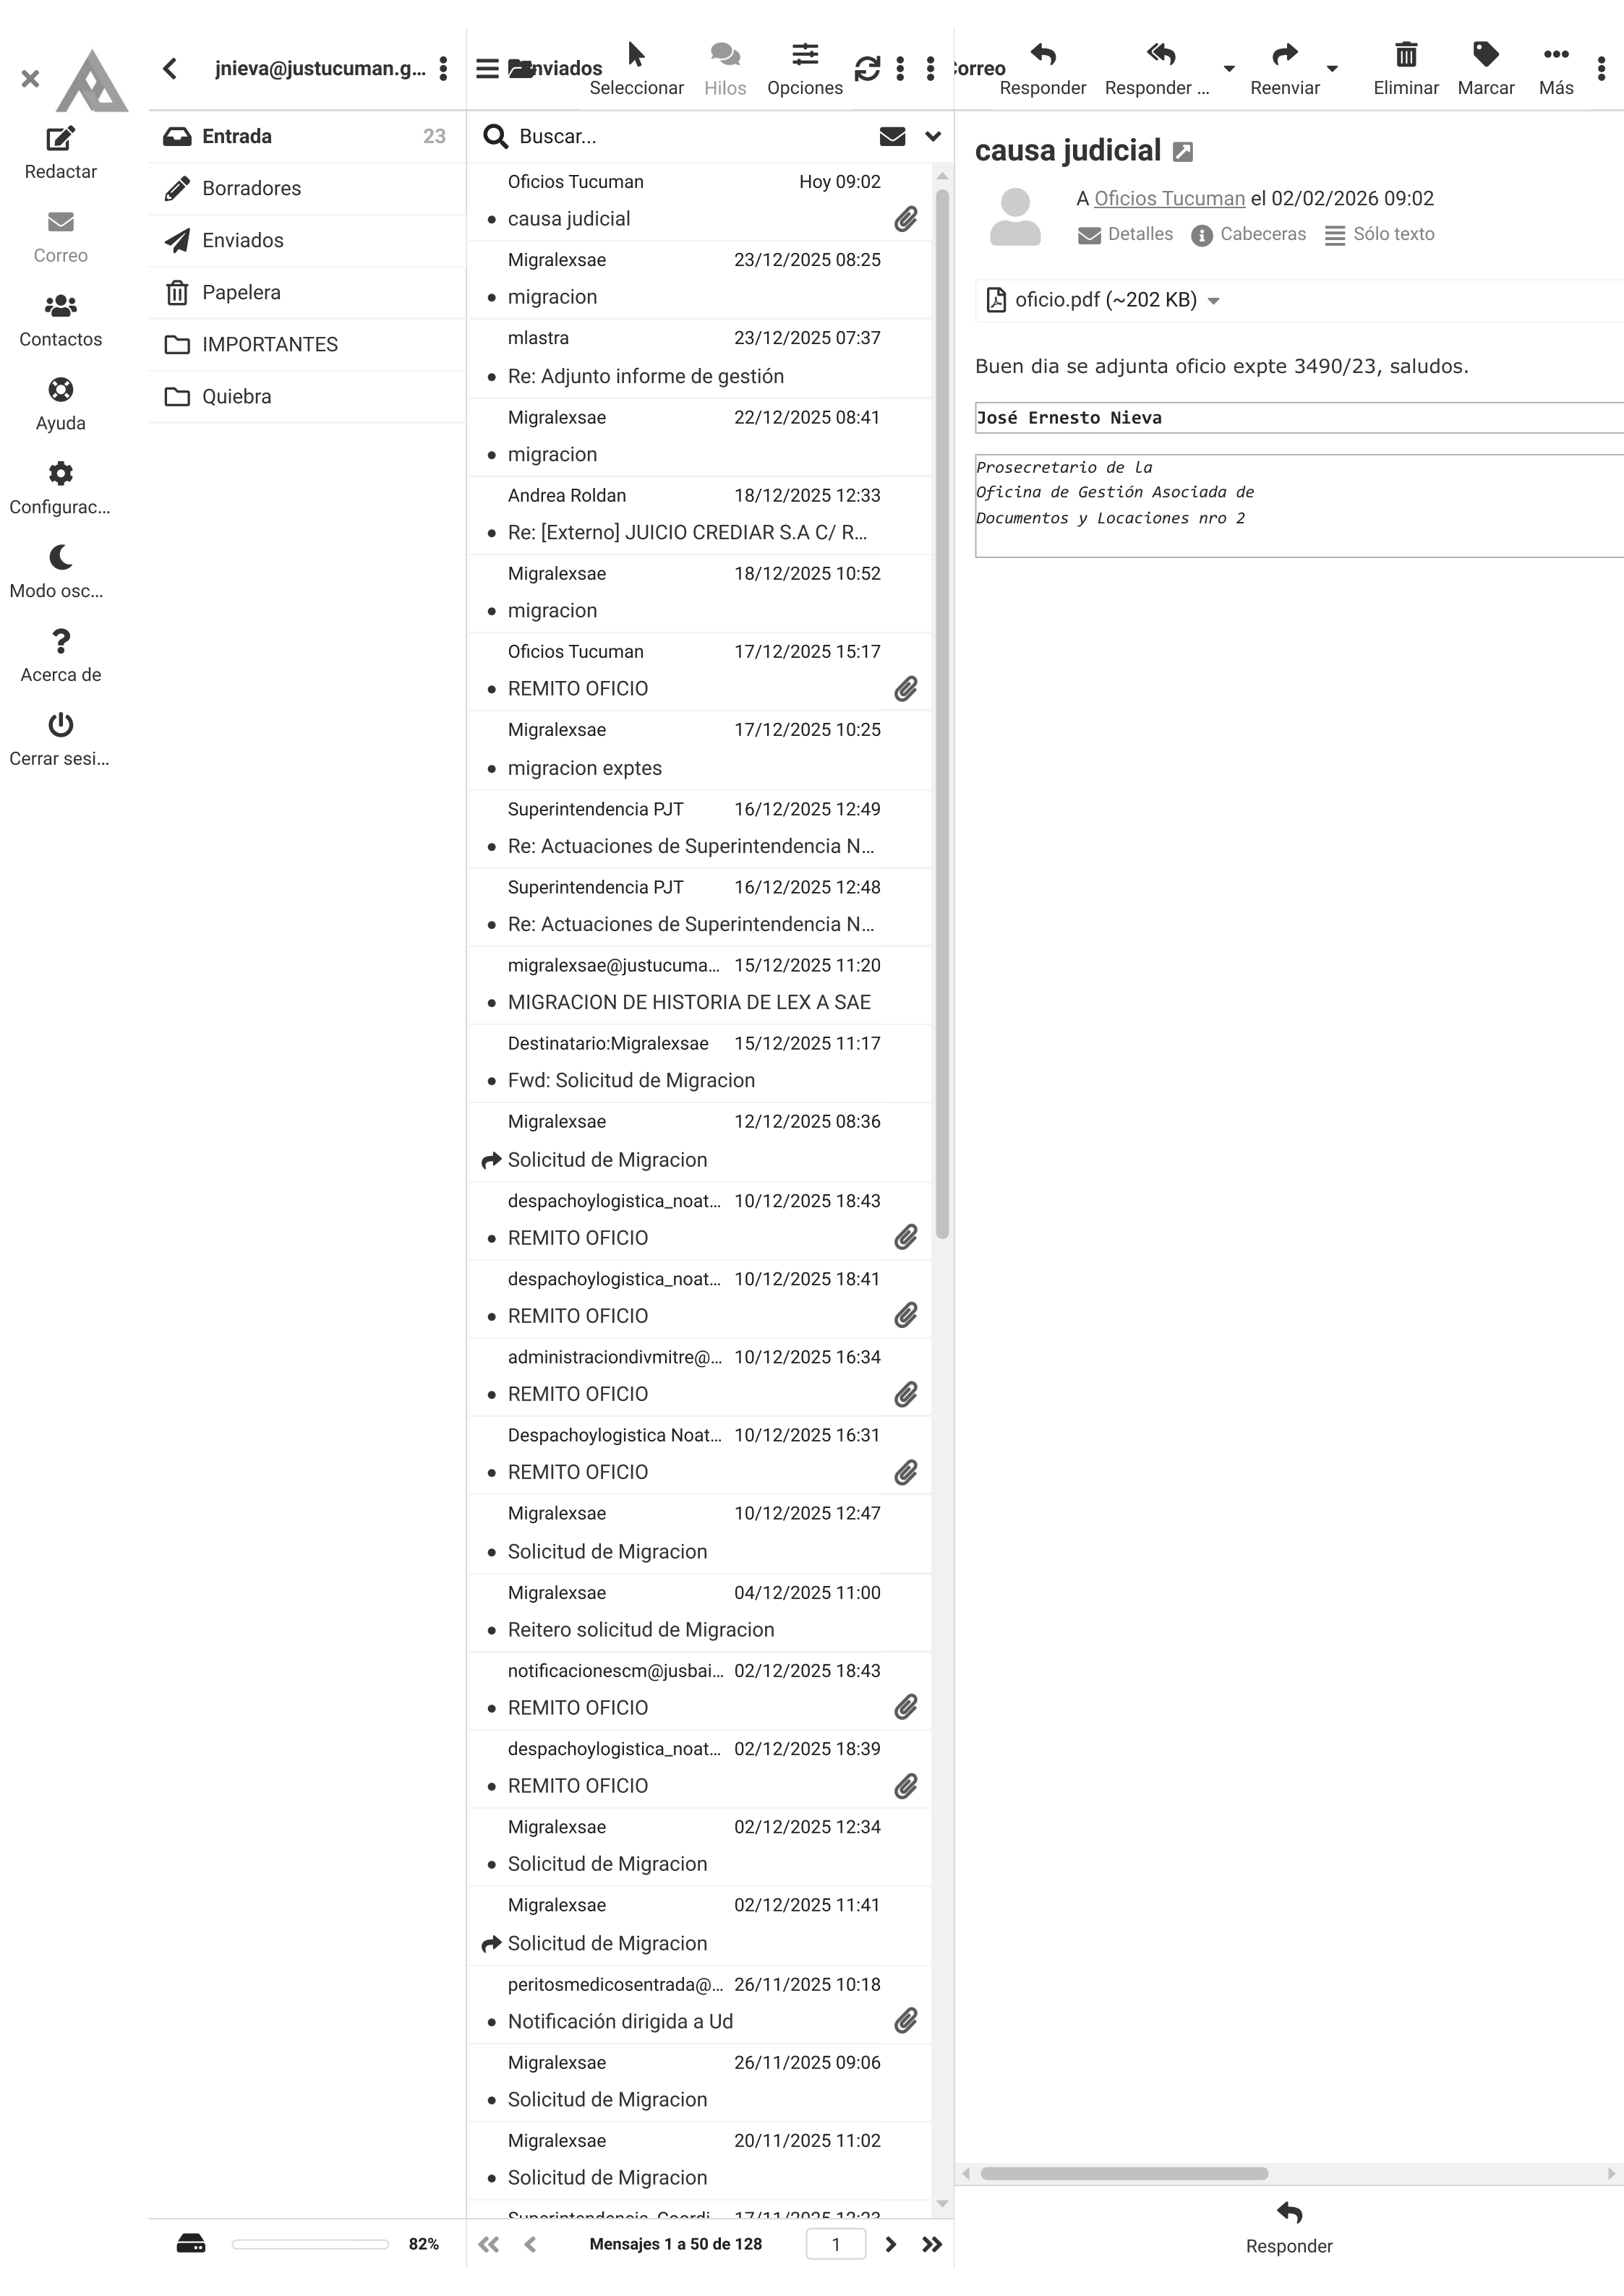 Redactar
Correo
Contactos
Ayuda
Configurac...
Modo osc...
Acerca de
Cerrar sesi...
jnieva@justucuman.g...
Entrada 23
Borradores
Enviados
Papelera
IMPORTANTES
Quiebra
82%
nviados
Seleccionar
Hilos
Opciones
Buscar...
Oficios Tucuman Hoy 09:02
causa judicial
Migralexsae 23/12/2025 08:25
migracion
mlastra 23/12/2025 07:37
Re: Adjunto informe de gestión
Migralexsae 22/12/2025 08:41
migracion
Andrea Roldan 18/12/2025 12:33
Re: [Externo] JUICIO CREDIAR S.A C/ R...
Migralexsae 18/12/2025 10:52
migracion
Oficios Tucuman 17/12/2025 15:17
REMITO OFICIO
Migralexsae 17/12/2025 10:25
migracion exptes
Superintendencia PJT 16/12/2025 12:49
Re: Actuaciones de Superintendencia N...
Superintendencia PJT 16/12/2025 12:48
Re: Actuaciones de Superintendencia N...
migralexsae@justucuma... 15/12/2025 11:20
MIGRACION DE HISTORIA DE LEX A SAE
Destinatario:Migralexsae 15/12/2025 11:17
Fwd: Solicitud de Migracion
Migralexsae 12/12/2025 08:36
Solicitud de Migracion
despachoylogistica_noat... 10/12/2025 18:43
REMITO OFICIO
despachoylogistica_noat... 10/12/2025 18:41
REMITO OFICIO
administraciondivmitre@... 10/12/2025 16:34
REMITO OFICIO
Despachoylogistica Noat... 10/12/2025 16:31
REMITO OFICIO
Migralexsae 10/12/2025 12:47
Solicitud de Migracion
Migralexsae 04/12/2025 11:00
Reitero solicitud de Migracion
notificacionescm@jusbai... 02/12/2025 18:43
REMITO OFICIO
despachoylogistica_noat... 02/12/2025 18:39
REMITO OFICIO
Migralexsae 02/12/2025 12:34
Solicitud de Migracion
Migralexsae 02/12/2025 11:41
Solicitud de Migracion
peritosmedicosentrada@... 26/11/2025 10:18
Notificación dirigida a Ud
Migralexsae 26/11/2025 09:06
Solicitud de Migracion
Migralexsae 20/11/2025 11:02
Solicitud de Migracion
Mensajes 1 a 50 de 128 1
Correo
Responder
Responder ...
Reenviar
Eliminar
Marcar
Más
causa judicial
A Oficios Tucuman el 02/02/2026 09:02
Detalles Cabeceras Sólo texto
oficio.pdf (~202 KB)
Buen dia se adjunta oficio expte 3490/23, saludos.
José Ernesto Nieva
Prosecretario de la
Oficina de Gestión Asociada de
Documentos y Locaciones nro 2
Responder